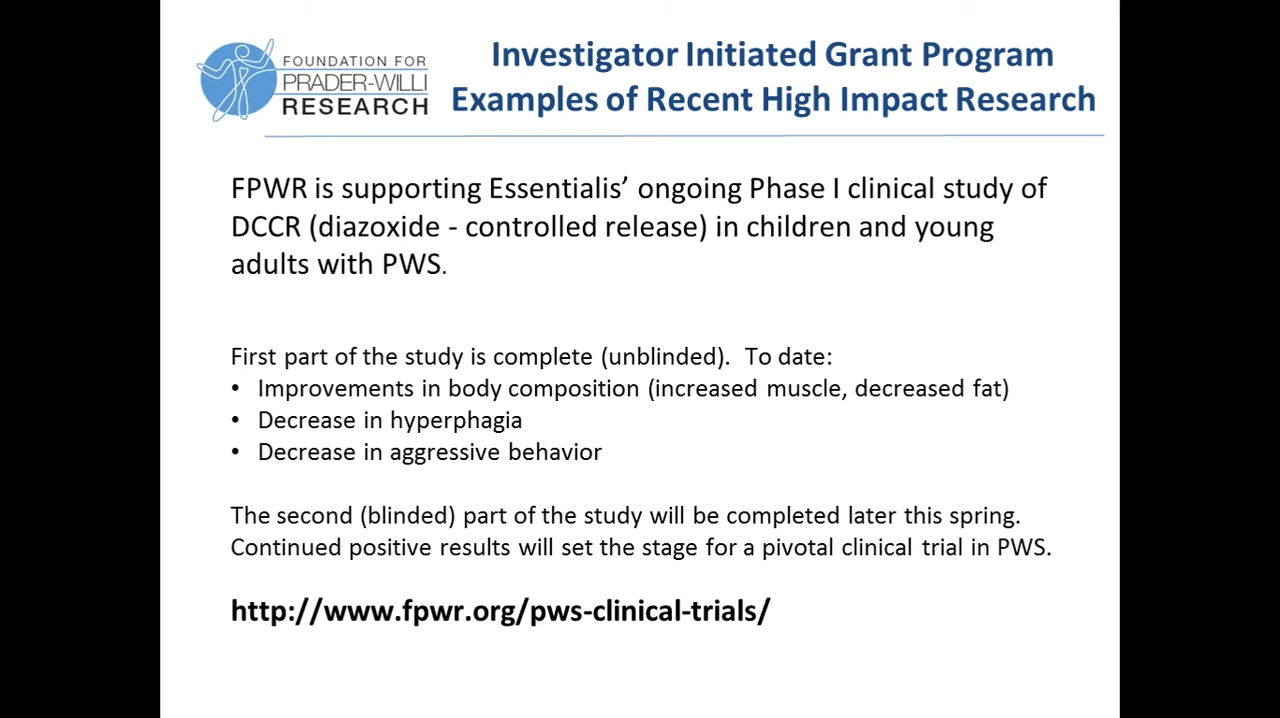 FOUNDATION FOR
PRADER-WILLI
RESEARCH
Investigator Initiated Grant Program
Examples of Recent High Impact Research
FPWR is supporting Essentialis’ ongoing Phase I clinical study of
DCCR (diazoxide - controlled release) in children and young
adults with PWS.
First part of the study is complete (unblinded). To date:
• Improvements in body composition (increased muscle, decreased fat)
• Decrease in hyperphagia
• Decrease in aggressive behavior
The second (blinded) part of the study will be completed later this spring.
Continued positive results will set the stage for a pivotal clinical trial in PWS.
http://www.fpwr.org/pws-clinical-trials/